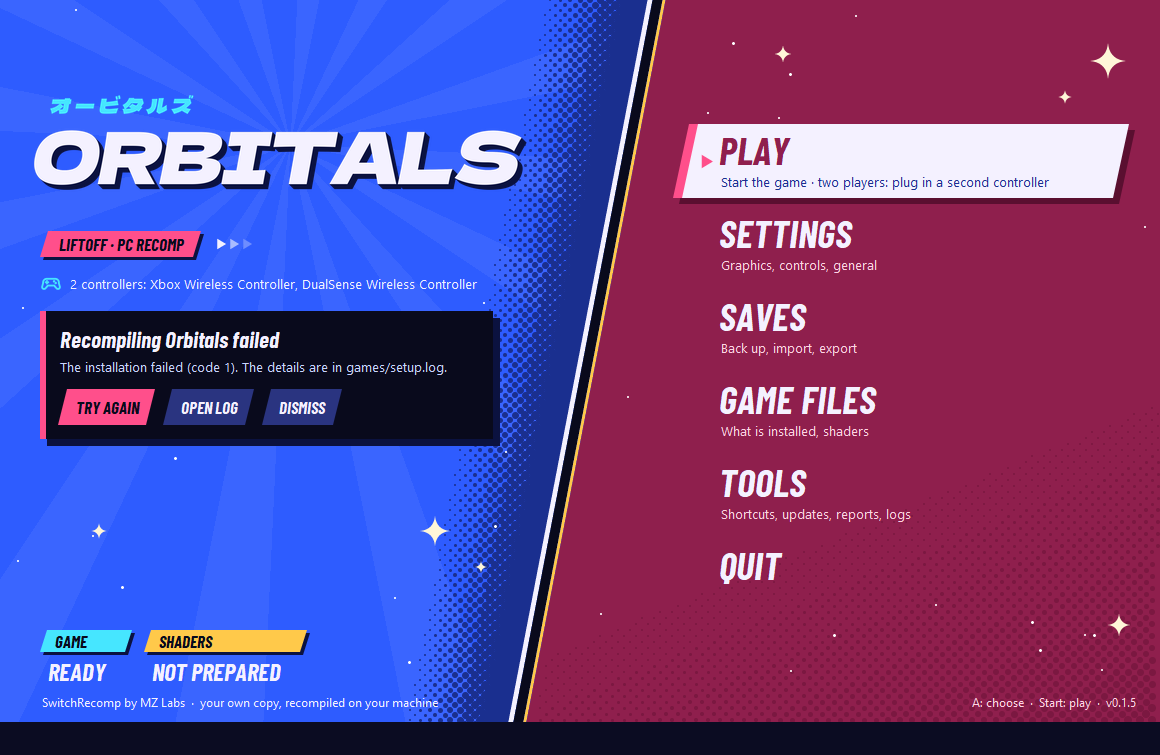 オービタルズ
ORBITALS
LIFTOFF · PC RECOMP
2 controllers: Xbox Wireless Controller, DualSense Wireless Controller
Recompiling Orbitals failed
The installation failed (code 1). The details are in games/setup.log.
TRY AGAIN OPEN LOG DISMISS
GAME SHADERS
READY NOT PREPARED
SwitchRecomp by MZ Labs · your own copy, recompiled on your machine
PLAY
Start the game · two players: plug in a second controller
SETTINGS
Graphics, controls, general
SAVES
Back up, import, export
GAME FILES
What is installed, shaders
TOOLS
Shortcuts, updates, reports, logs
QUIT
A: choose · Start: play · v0.1.5